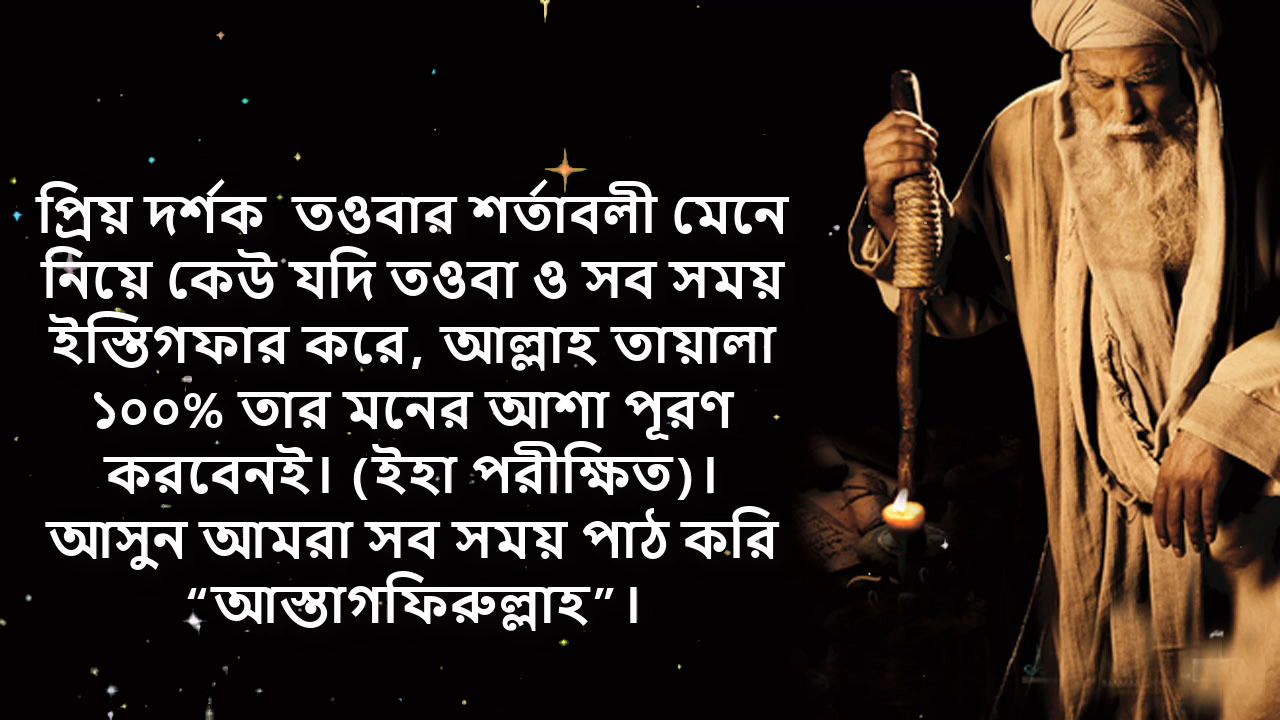 প্রিয় দর্শক তওবার শর্তাবলী মেনে
নিয়ে কেউ যদি তওবা ও সব সময়
ইস্তিগফার করে, আল্লাহ তায়ালা
১০০% তার মনের আশা পূরণ
করবেনই। (ইহা পরীক্ষিত)।
আসুন আমরা সব সময় পাঠ করি
“আস্তাগফিরুল্লাহ”।